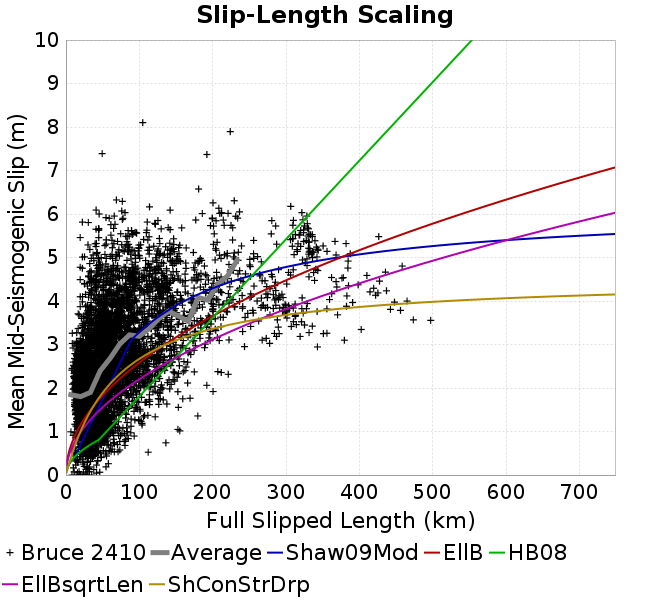 Slip-Length Scaling
Mean Mid-Seismogenic Slip (m)
10
9
8
7
6
5
4
3
2
1
0
0 100 200 300 400 500 600 700
Full Slipped Length (km)
Bruce 2410 Average Shaw09Mod EllB HB08
EllBsqrtLen ShConStrDrp